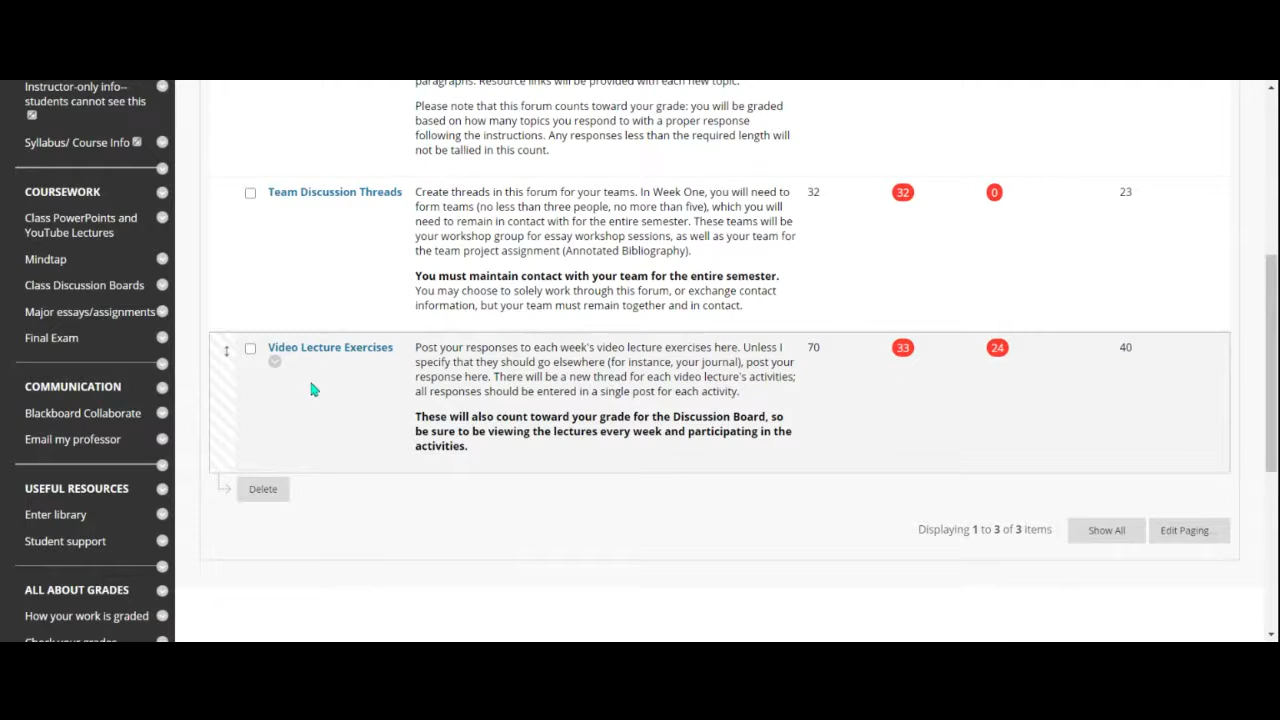 Instructor-only info--
students cannot see this
Syllabus/ Course Info
COURSEWORK
Class PowerPoints and
YouTube Lectures
Mindtap
Class Discussion Boards
Major essays/assignments
Final Exam
COMMUNICATION
Blackboard Collaborate
Email my professor
USEFUL RESOURCES
Enter library
Student support
ALL ABOUT GRADES
How your work is graded
Check your grades
paragraphs. Resource links will be provided with each new topic.
Please note that this forum counts toward your grade: you will be graded
based on how many topics you respond to with a proper response
following the instructions. Any responses less than the required length will
not be tallied in this count.
Team Discussion Threads
Create threads in this forum for your teams. In Week One, you will need to
form teams (no less than three people, no more than five), which you will
need to remain in contact with for the entire semester. These teams will be
your workshop group for essay workshop sessions, as well as your team for
the team project assignment (Annotated Bibliography).
You must maintain contact with your team for the entire semester.
You may choose to solely work through this forum, or exchange contact
information, but your team must remain together and in contact.
32
32
0
23
Video Lecture Exercises
Post your responses to each week's video lecture exercises here. Unless I
specify that they should go elsewhere (for instance, your journal), post your
response here. There will be a new thread for each video lecture's activities;
all responses should be entered in a single post for each activity.
These will also count toward your grade for the Discussion Board, so
be sure to be viewing the lectures every week and participating in the
activities.
70
33
24
40
Delete
Displaying 1 to 3 of 3 items
Show All
Edit Paging...